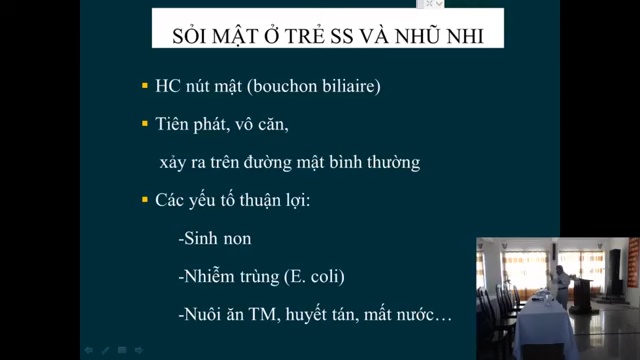 SỎI MẬT Ở TRẺ SS VÀ NHŨ NHI
HC nút mật (bouchon biliaire)
Tiên phát, vô căn,
xảy ra trên đường mật bình thường
Các yếu tố thuận lợi:
-Sinh non
-Nhiễm trùng (E. coli)
-Nuôi ăn TM, huyết tán, mất nước…